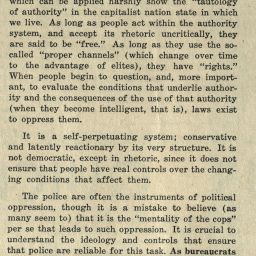 which can be applied harshly show the "tautology
of authority" in the capitalist nation state in which
we live. As long as people act within the authority
system, and accept its rhetoric uncritically, they
are said to be "free." As long as they use the so-
called "proper channels" (which change over time
to the advantage of elites), they have "rights."
When people begin to question, and, more import-
ant, to evaluate the conditions that underlie author-
ity and the consequences of the use of that authority
(when they become intelligent, that is), laws exist
to oppress them.
It is a self-perpetuating system; conservative
and latently reactionary by its very structure. It is
not democratic, except in rhetoric, since it does not
ensure that people have real controls over the chang-
ing conditions that affect them.
The police are often the instruments of political
oppression, though it is a mistake to believe (as
many seem to) that it is the "mentality of the cops"
per se that leads to such oppression. It is crucial to
understand the ideology and controls that ensure
that police are reliable for this task. As bureaucrats